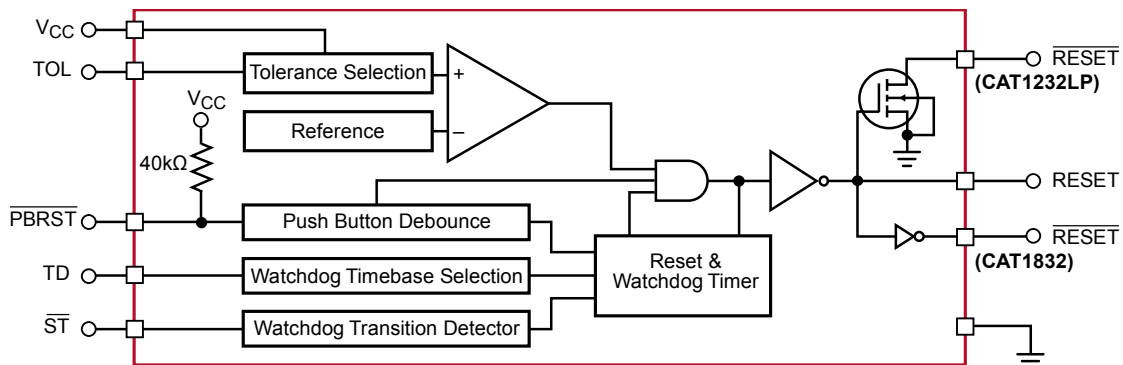 VCC
TOL
Tolerance Selection
+
RESET
(CAT1232LP)
VCC
Reference
–
40kΩ
RESET
PBRST
Push Button Debounce
RESET
(CAT1832)
TD
Watchdog Timebase Selection
Reset &
Watchdog Timer
ST
Watchdog Transition Detector